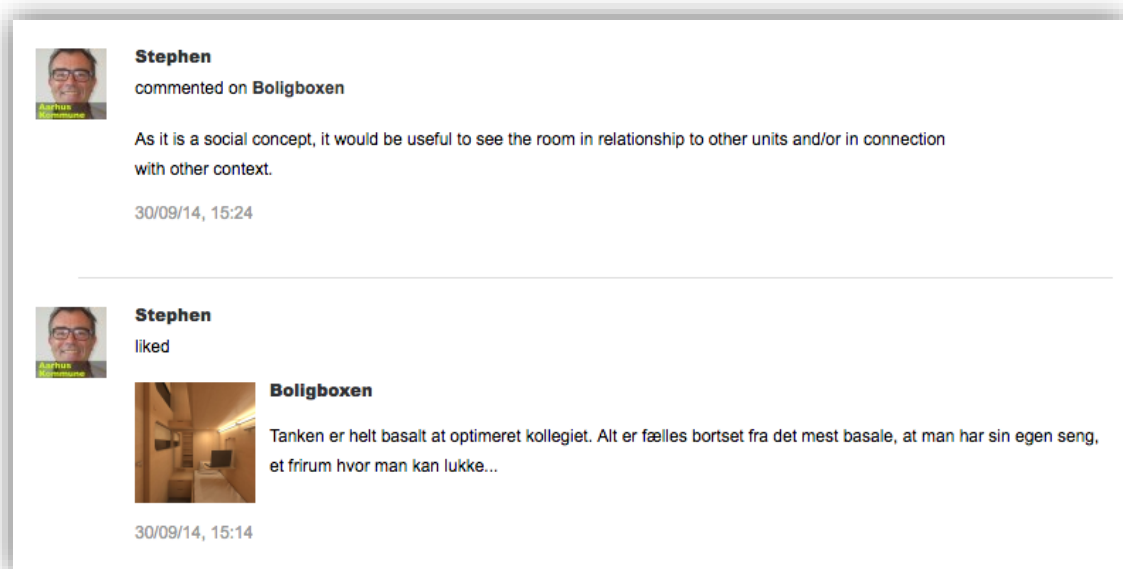 Stephen
commented on Boligboxen
Aarhus
Kommune
As it is a social concept, it would be useful to see the room in relationship to other units and/or in connection
with other context.
30/09/14, 15:24
Stephen
liked
Aarhus
Kommune
Boligboxen
Tanken er helt basalt at optimeret kollegiet. Alt er fælles bortset fra det mest basale, at man har sin egen seng,
et frirum hvor man kan lukke...
30/09/14, 15:14